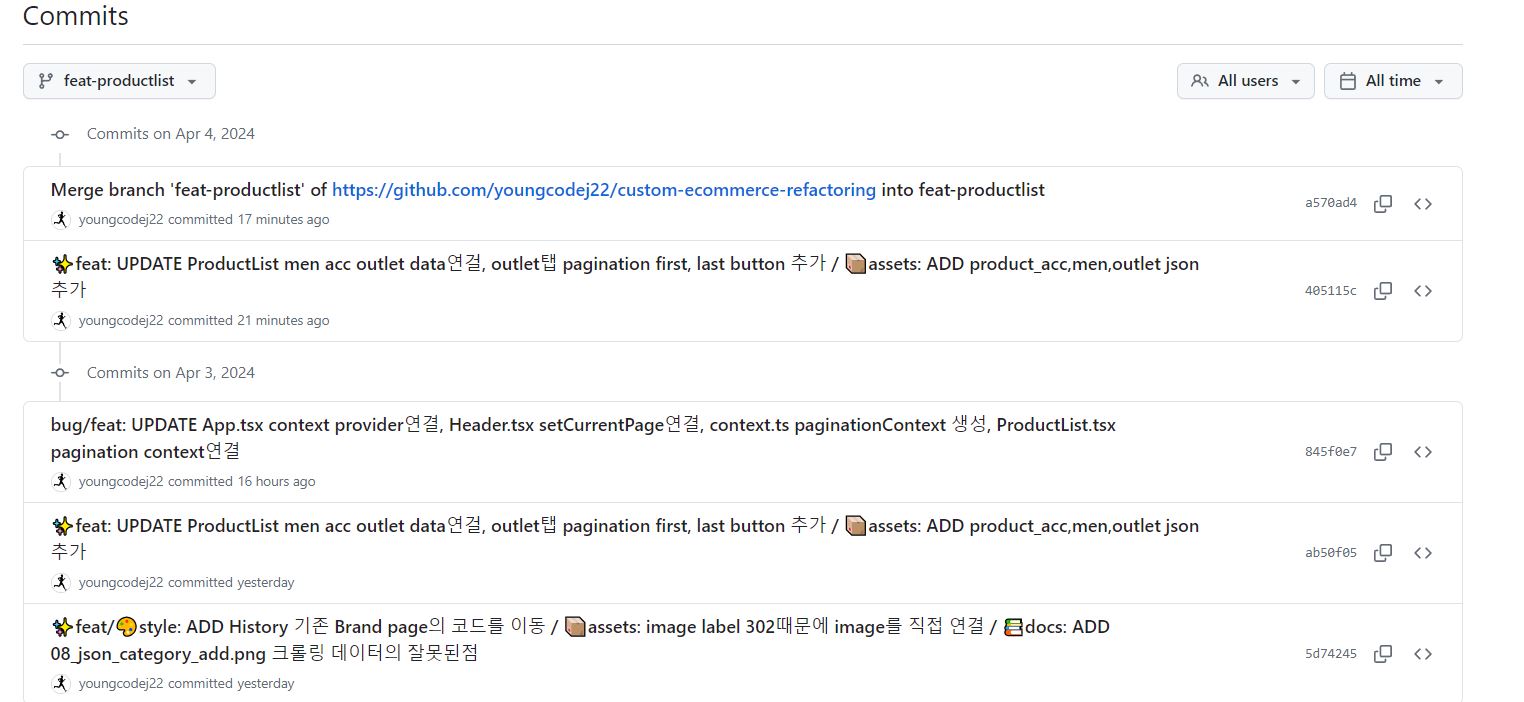 Commits
feat-productlist
All users
All time
Commits on Apr 4, 2024
Merge branch 'feat-productlist' of https://github.com/youngcodej22/custom-ecommerce-refactoring into feat-productlist
youngcodej22 committed 17 minutes ago
a570ad4
✨feat: UPDATE ProductList men acc outlet data연걸, outlet탭 pagination first, last button 추가 / 📦assets: ADD product_acc,men,outlet json
추가
youngcodej22 committed 21 minutes ago
405115c
Commits on Apr 3, 2024
bug/feat: UPDATE App.tsx context provider연결, Header.tsx setCurrentPage연결, context.ts paginationContext 생성, ProductList.tsx
pagination context연결
youngcodej22 committed 16 hours ago
845f0e7
✨feat: UPDATE ProductList men acc outlet data연걸, outlet탭 pagination first, last button 추가 / 📦assets: ADD product_acc,men,outlet json
추가
youngcodej22 committed yesterday
ab50f05
✨feat/🎨style: ADD History 기존 Brand page의 코드를 이동 / 📦assets: image label 302때문에 image를 직접 연결 / 📚docs: ADD
08_json_category_add.png 크롤링 데이터의 잘못된점
youngcodej22 committed yesterday
5d74245